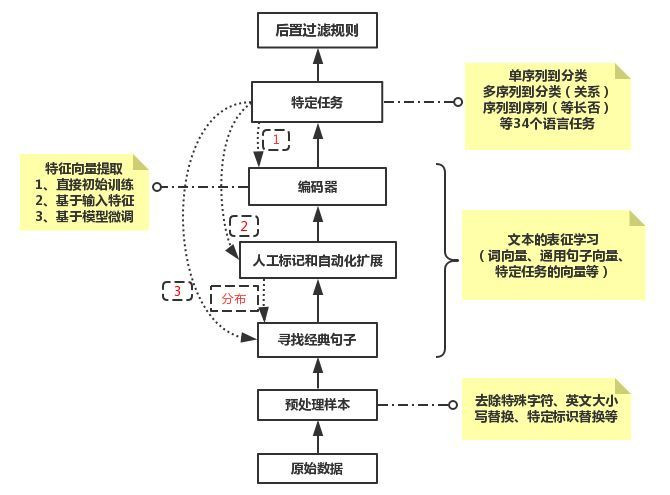 后置过滤规则
特定任务
单序列到分类
多序列到分类（关系）
序列到序列（等长否）
等34个语言任务
1
特征向量提取
1、直接初始训练
2、基于输入特征
3、基于模型微调
编码器
2
文本的表征学习
（词向量、通用句子向量、
特定任务的向量等）
人工标记和自动化扩展
3
分布
寻找经典句子
预处理样本
去除特殊字符、英文大小
写替换、特定标识替换等
原始数据